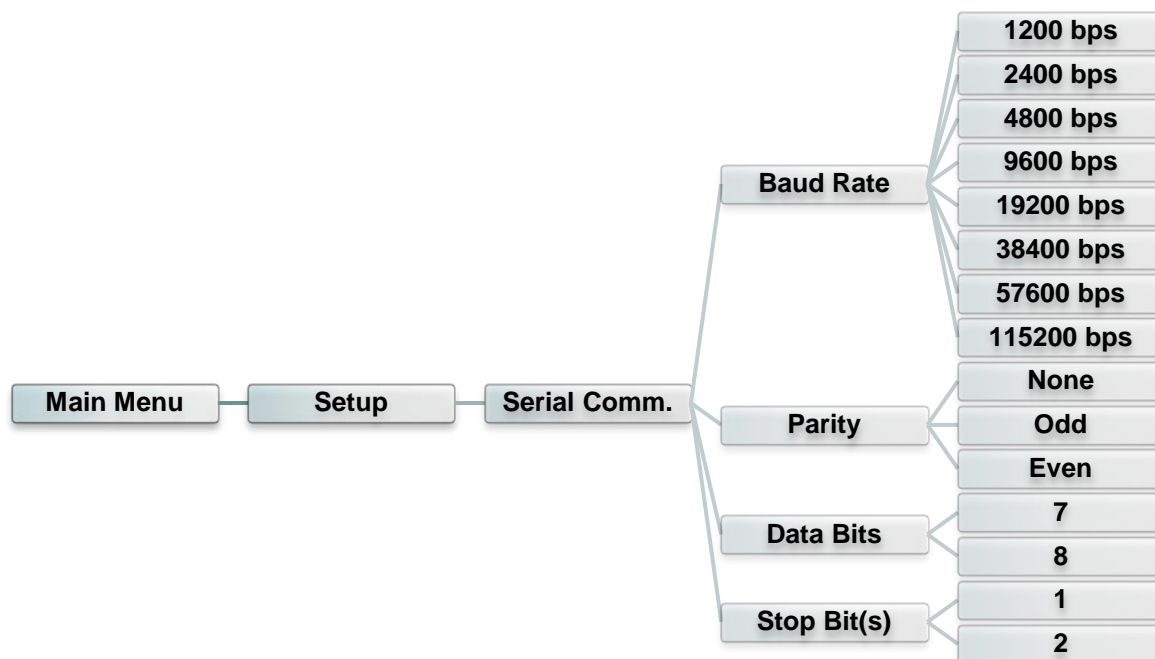 Main Menu
Setup
Serial Comm.
Baud Rate
1200 bps
2400 bps
4800 bps
9600 bps
19200 bps
38400 bps
57600 bps
115200 bps
Parity
None
Odd
Even
Data Bits
7
8
Stop Bit(s)
1
2